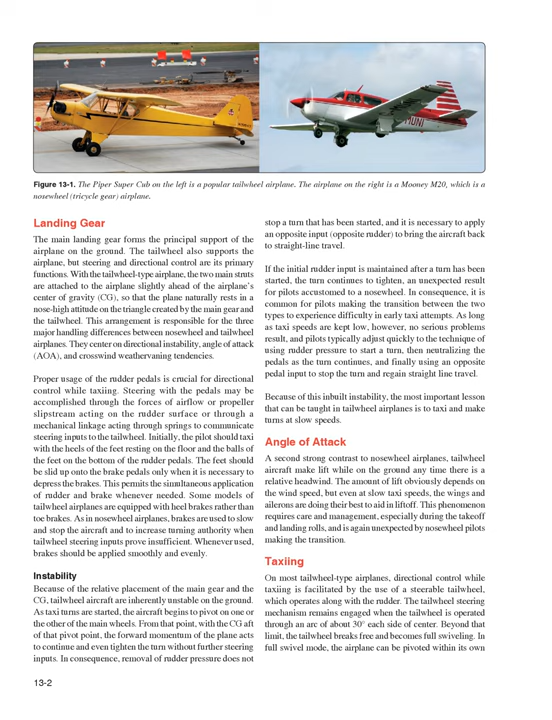 HUNI
Figure 13-1. The Piper Super Cub on the left is a popular tailwheel airplane. The airplane on the right is a Mooney M20, which is a
nosewheel (tricycle gear) airplane.
Landing Gear
The main landing gear forms the principal support of the
airplane on the ground. The tailwheel also supports the
airplane, but steering and directional control are its primary
functions. With the tailwheel-type airplane, the two main struts
are attached to the airplane slightly ahead of the airplane’s
center of gravity (CG), so that the plane naturally rests in a
nose-high attitude on the triangle created by the main gear and
the tailwheel. This arrangement is responsible for the three
major handling differences between nosewheel and tailwheel
airplanes. They center on directional instability, angle of attack
(AOA), and crosswind weathervaning tendencies.
Proper usage of the rudder pedals is crucial for directional
control while taxiing. Steering with the pedals may be
accomplished through the forces of airflow or propeller
slipstream acting on the rudder surface or through a
mechanical linkage acting through springs to communicate
steering inputs to the tailwheel. Initially, the pilot should taxi
with the heels of the feet resting on the floor and the balls of
the feet on the bottom of the rudder pedals. The feet should
be slid up onto the brake pedals only when it is necessary to
depress the brakes. This permits the simultaneous application
of rudder and brake whenever needed. Some models of
tailwheel airplanes are equipped with heel brakes rather than
toe brakes. As in nosewheel airplanes, brakes are used to slow
and stop the aircraft and to increase turning authority when
tailwheel steering inputs prove insufficient. Whenever used,
brakes should be applied smoothly and evenly.
Instability
Because of the relative placement of the main gear and the
CG, tailwheel aircraft are inherently unstable on the ground.
As taxi turns are started, the aircraft begins to pivot on one or
the other of the main wheels. From that point, with the CG aft
of that pivot point, the forward momentum of the plane acts
to continue and even tighten the turn without further steering
inputs. In consequence, removal of rudder pressure does not
stop a turn that has been started, and it is necessary to apply
an opposite input (opposite rudder) to bring the aircraft back
to straight-line travel.
If the initial rudder input is maintained after a turn has been
started, the turn continues to tighten, an unexpected result
for pilots accustomed to a nosewheel. In consequence, it is
common for pilots making the transition between the two
types to experience difficulty in early taxi attempts. As long
as taxi speeds are kept low, however, no serious problems
result, and pilots typically adjust quickly to the technique of
using rudder pressure to start a turn, then neutralizing the
pedals as the turn continues, and finally using an opposite
pedal input to stop the turn and regain straight line travel.
Because of this inbuilt instability, the most important lesson
that can be taught in tailwheel airplanes is to taxi and make
turns at slow speeds.
Angle of Attack
A second strong contrast to nosewheel airplanes, tailwheel
aircraft make lift while on the ground any time there is a
relative headwind. The amount of lift obviously depends on
the wind speed, but even at slow taxi speeds, the wings and
ailerons are doing their best to aid in liftoff. This phenomenon
requires care and management, especially during the takeoff
and landing rolls, and is again unexpected by nosewheel pilots
making the transition.
Taxiing
On most tailwheel-type airplanes, directional control while
taxiing is facilitated by the use of a steerable tailwheel,
which operates along with the rudder. The tailwheel steering
mechanism remains engaged when the tailwheel is operated
through an arc of about 30° each side of center. Beyond that
limit, the tailwheel breaks free and becomes full swiveling. In
full swivel mode, the airplane can be pivoted within its own
13-2